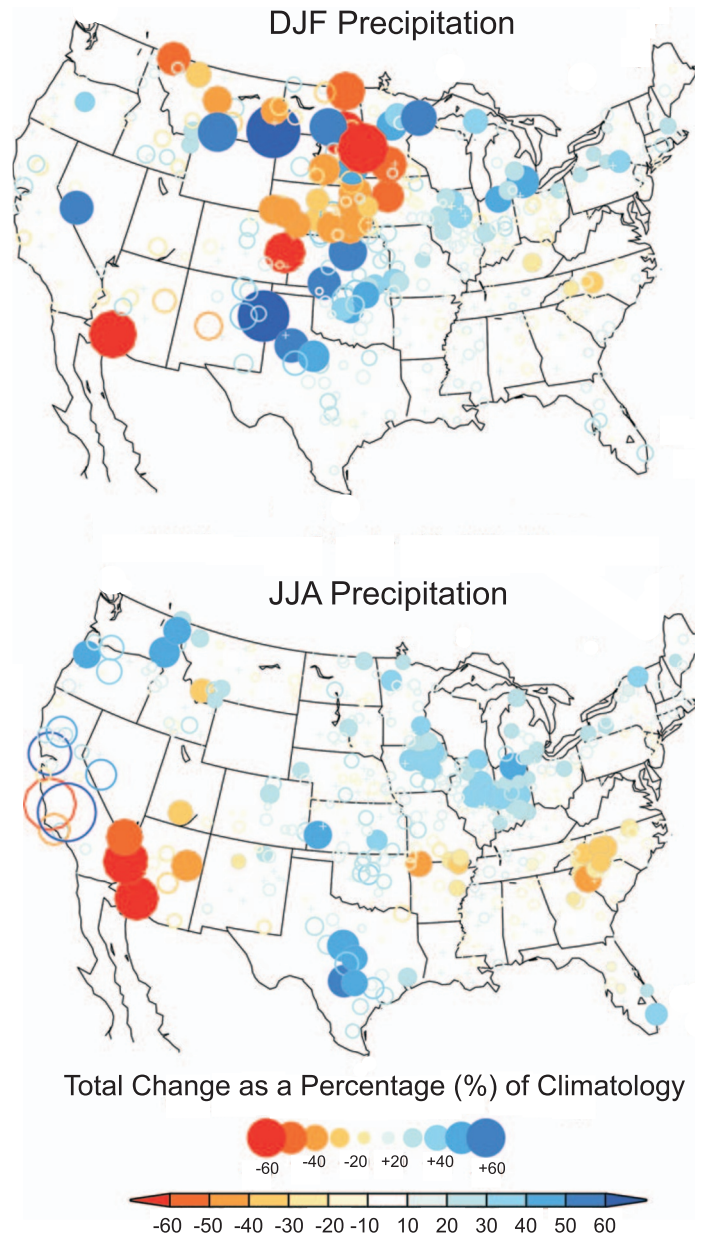 DJF Precipitation
JJA Precipitation
Total Change as a Percentage (%) of Climatology
-60 -40 -20 +20 +40 +60
-60 -50 -40 -30 -20 -10 10 20 30 40 50 60